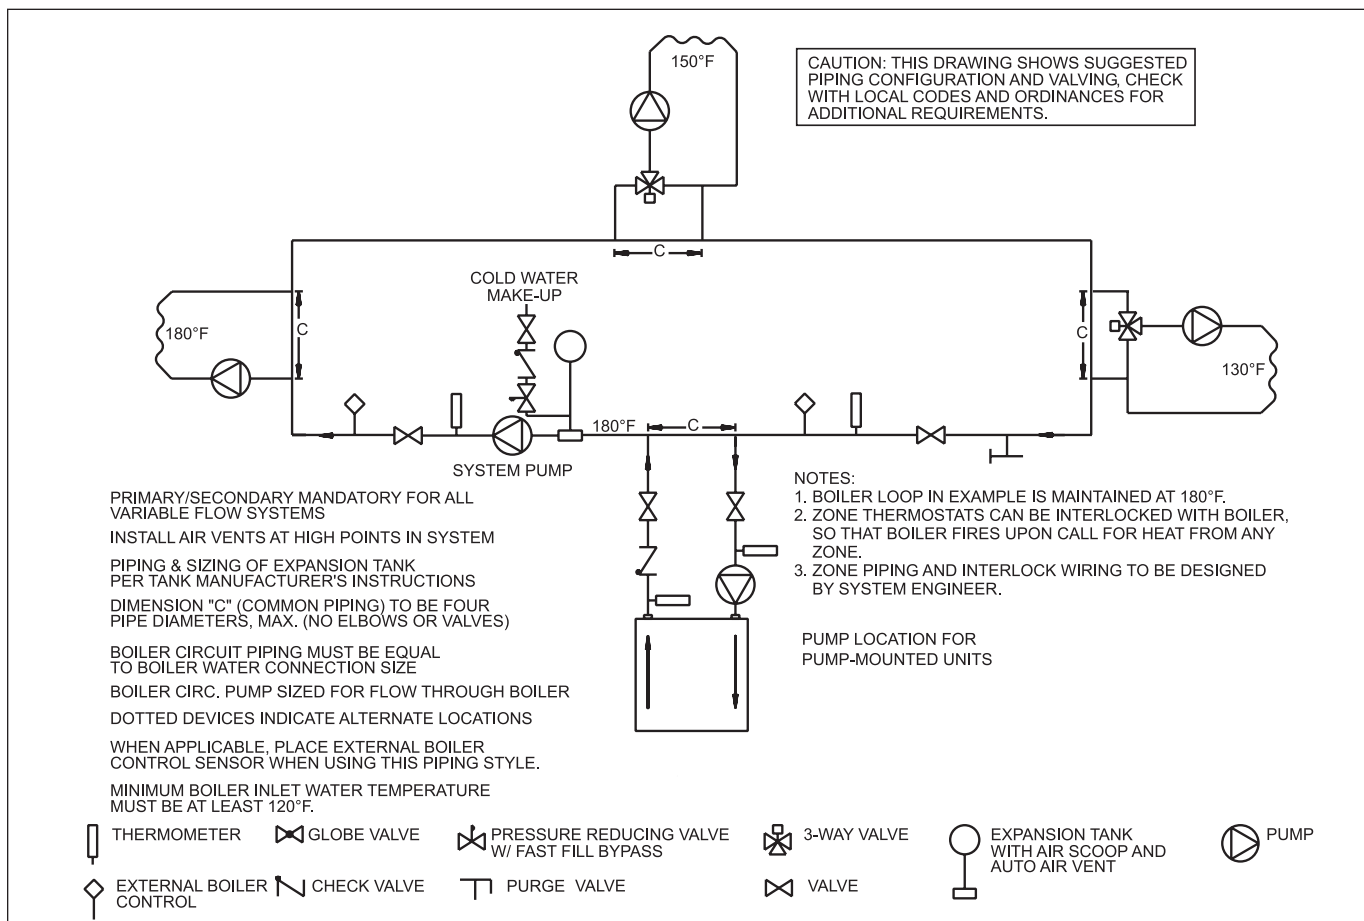 150°F
CAUTION: THIS DRAWING SHOWS SUGGESTED
PIPING CONFIGURATION AND VALVING, CHECK
WITH LOCAL CODES AND ORDINANCES FOR
ADDITIONAL REQUIREMENTS.
C
COLD WATER
MAKE-UP
180°F
C
C
130°F
180°F
C
SYSTEM PUMP
PRIMARY/SECONDARY MANDATORY FOR ALL
VARIABLE FLOW SYSTEMS
INSTALL AIR VENTS AT HIGH POINTS IN SYSTEM
PIPING & SIZING OF EXPANSION TANK
PER TANK MANUFACTURER'S INSTRUCTIONS
DIMENSION "C" (COMMON PIPING) TO BE FOUR
PIPE DIAMETERS, MAX. (NO ELBOWS OR VALVES)
BOILER CIRCUIT PIPING MUST BE EQUAL
TO BOILER WATER CONNECTION SIZE
BOILER CIRC. PUMP SIZED FOR FLOW THROUGH BOILER
DOTTED DEVICES INDICATE ALTERNATE LOCATIONS
WHEN APPLICABLE, PLACE EXTERNAL BOILER
CONTROL SENSOR WHEN USING THIS PIPING STYLE.
MINIMUM BOILER INLET WATER TEMPERATURE
MUST BE AT LEAST 120°F.
NOTES:
1. BOILER LOOP IN EXAMPLE IS MAINTAINED AT 180°F.
2. ZONE THERMOSTATS CAN BE INTERLOCKED WITH BOILER,
SO THAT BOILER FIRES UPON CALL FOR HEAT FROM ANY
ZONE.
3. ZONE PIPING AND INTERLOCK WIRING TO BE DESIGNED
BY SYSTEM ENGINEER.
PUMP LOCATION FOR
PUMP-MOUNTED UNITS
THERMOMETER
GLOBE VALVE
PRESSURE REDUCING VALVE
W/ FAST FILL BYPASS
3-WAY VALVE
EXPANSION TANK
WITH AIR SCOOP AND
AUTO AIR VENT
PUMP
EXTERNAL BOILER
CONTROL
CHECK VALVE
PURGE VALVE
VALVE